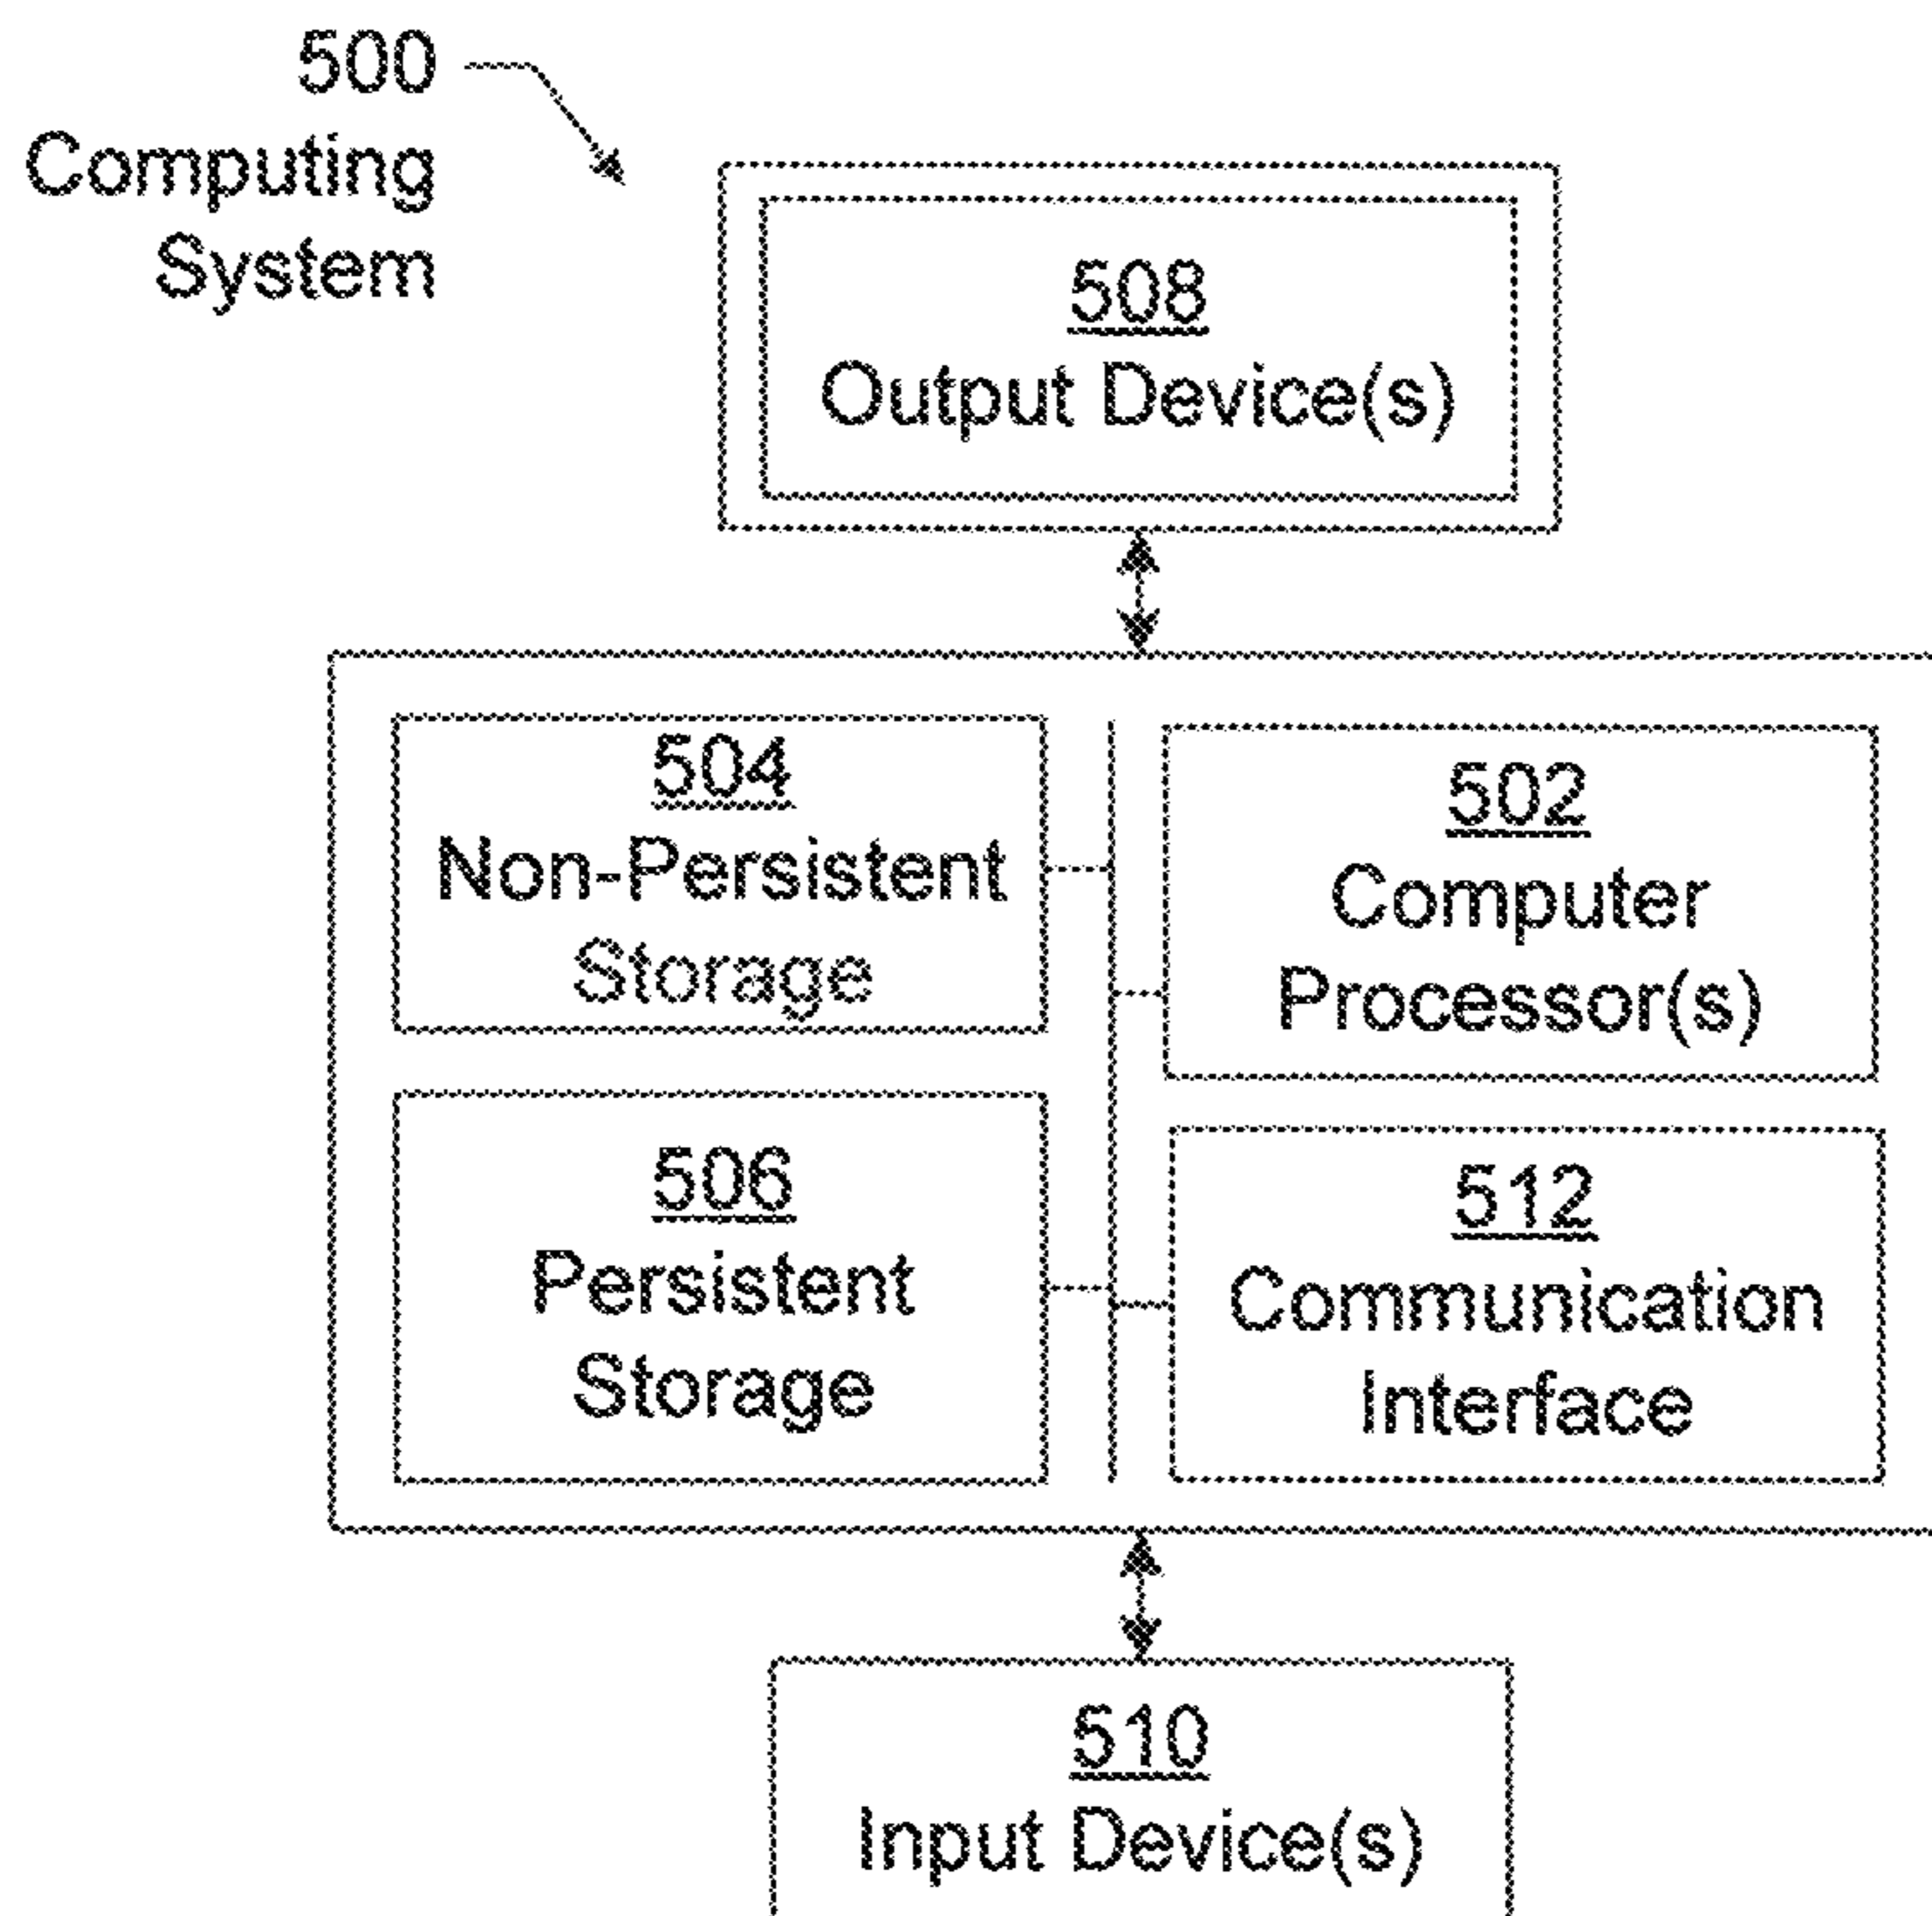 500
Computing
System
508
Output Device(s)
504
Non-Persistent
Storage
502
Computer
Processor(s)
506
Persistent
Storage
512
Communication
Interface
510
Input Device(s)